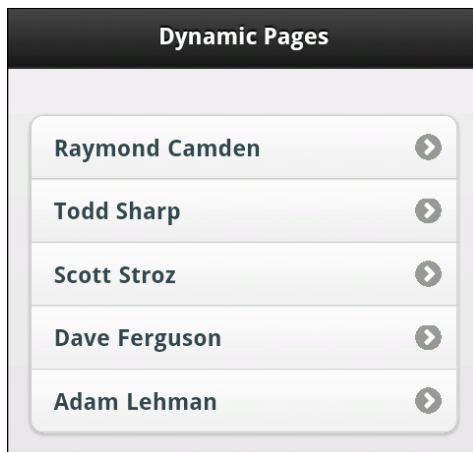 Dynamic Pages
Raymond Camden
Todd Sharp
Scott Stroz
Dave Ferguson
Adam Lehman